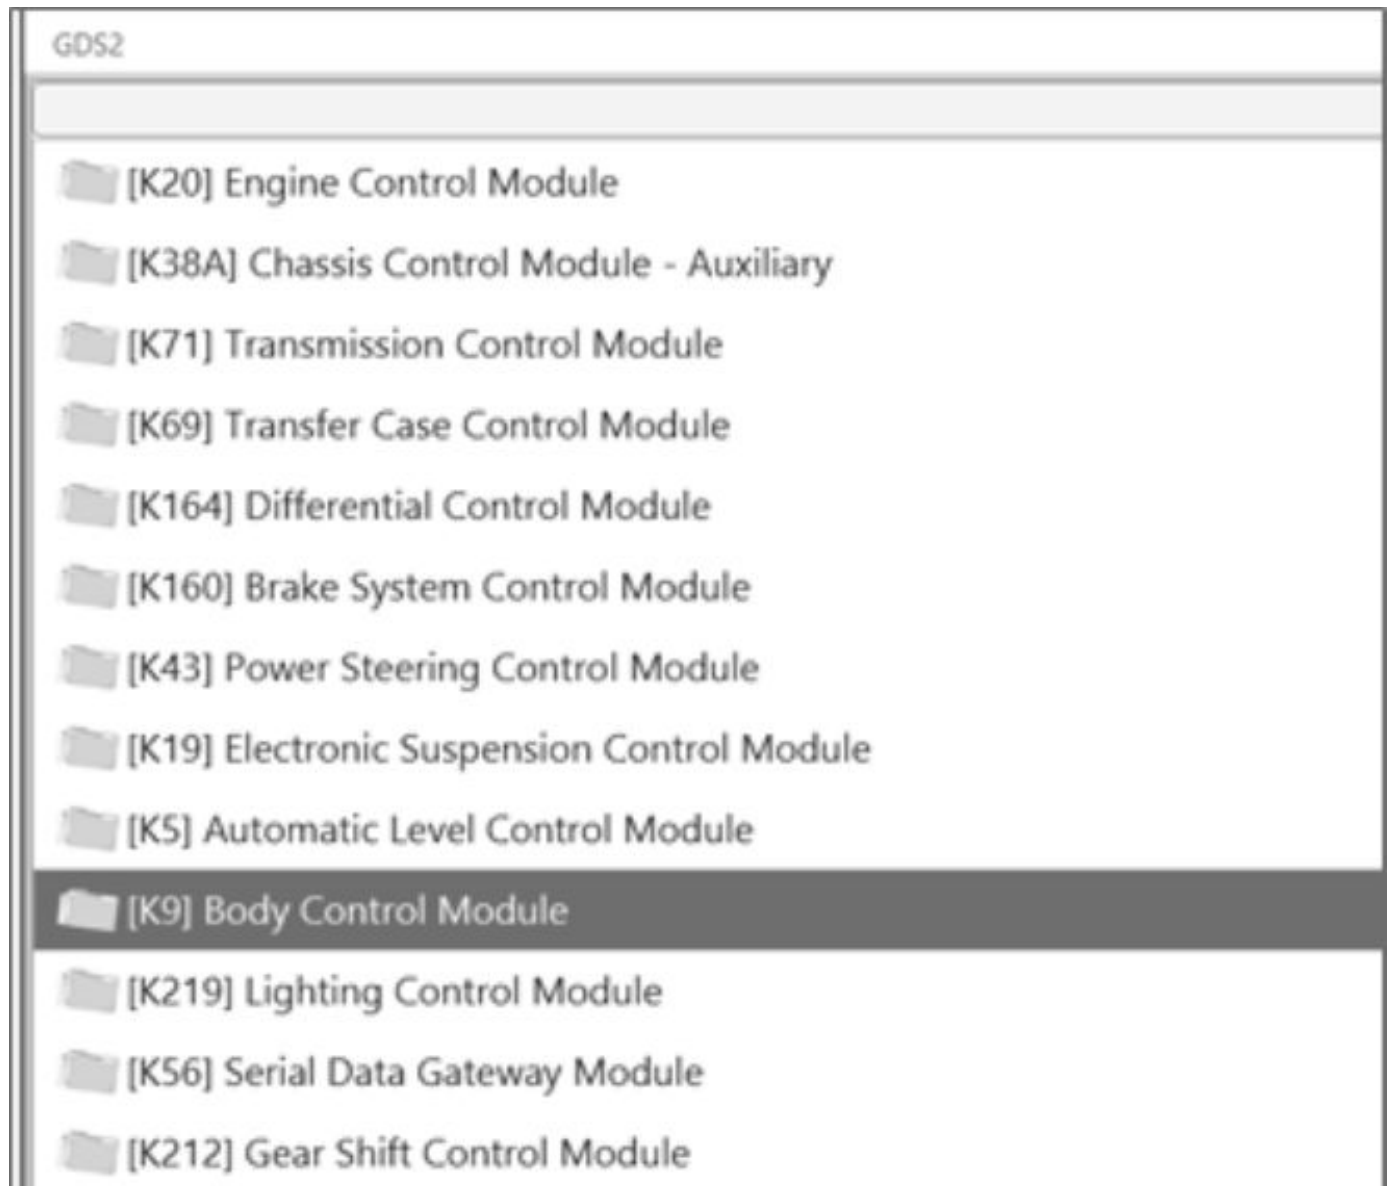 GDS2
[K20] Engine Control Module
[K38A] Chassis Control Module - Auxiliary
[K71] Transmission Control Module
[K69] Transfer Case Control Module
[K164] Differential Control Module
[K160] Brake System Control Module
[K43] Power Steering Control Module
[K19] Electronic Suspension Control Module
[K5] Automatic Level Control Module
[K9] Body Control Module
[K219] Lighting Control Module
[K56] Serial Data Gateway Module
[K212] Gear Shift Control Module